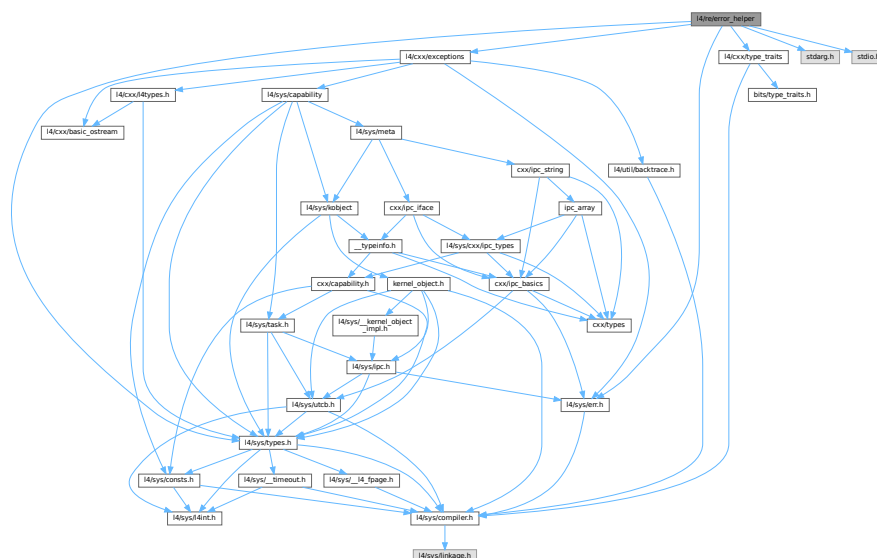 l4/re/error_helper
l4/cxx/exceptions
l4/cxx/type_traits
stdarg.h
stdio.h
l4/cxx/l4types.h
l4/sys/capability
bits/type_traits.h
l4/cxx/basic_ostream
l4/sys/meta
cxx/ipc_string
l4/util/backtrace.h
l4/sys/kobject
cxx/ipc_iface
ipc_array
__typeinfo.h
l4/sys/cxx/ipc_types
cxx/capability.h
kernel_object.h
cxx/ipc_basics
l4/sys/task.h
l4/sys/__kernel_object
_impl.h
cxx/types
l4/sys/ipc.h
l4/sys/utcb.h
l4/sys/err.h
l4/sys/types.h
l4/sys/consts.h
l4/sys/__timeout.h
l4/sys/__l4_fpage.h
l4/sys/l4int.h
l4/sys/compiler.h
l4/sys/linkage.h